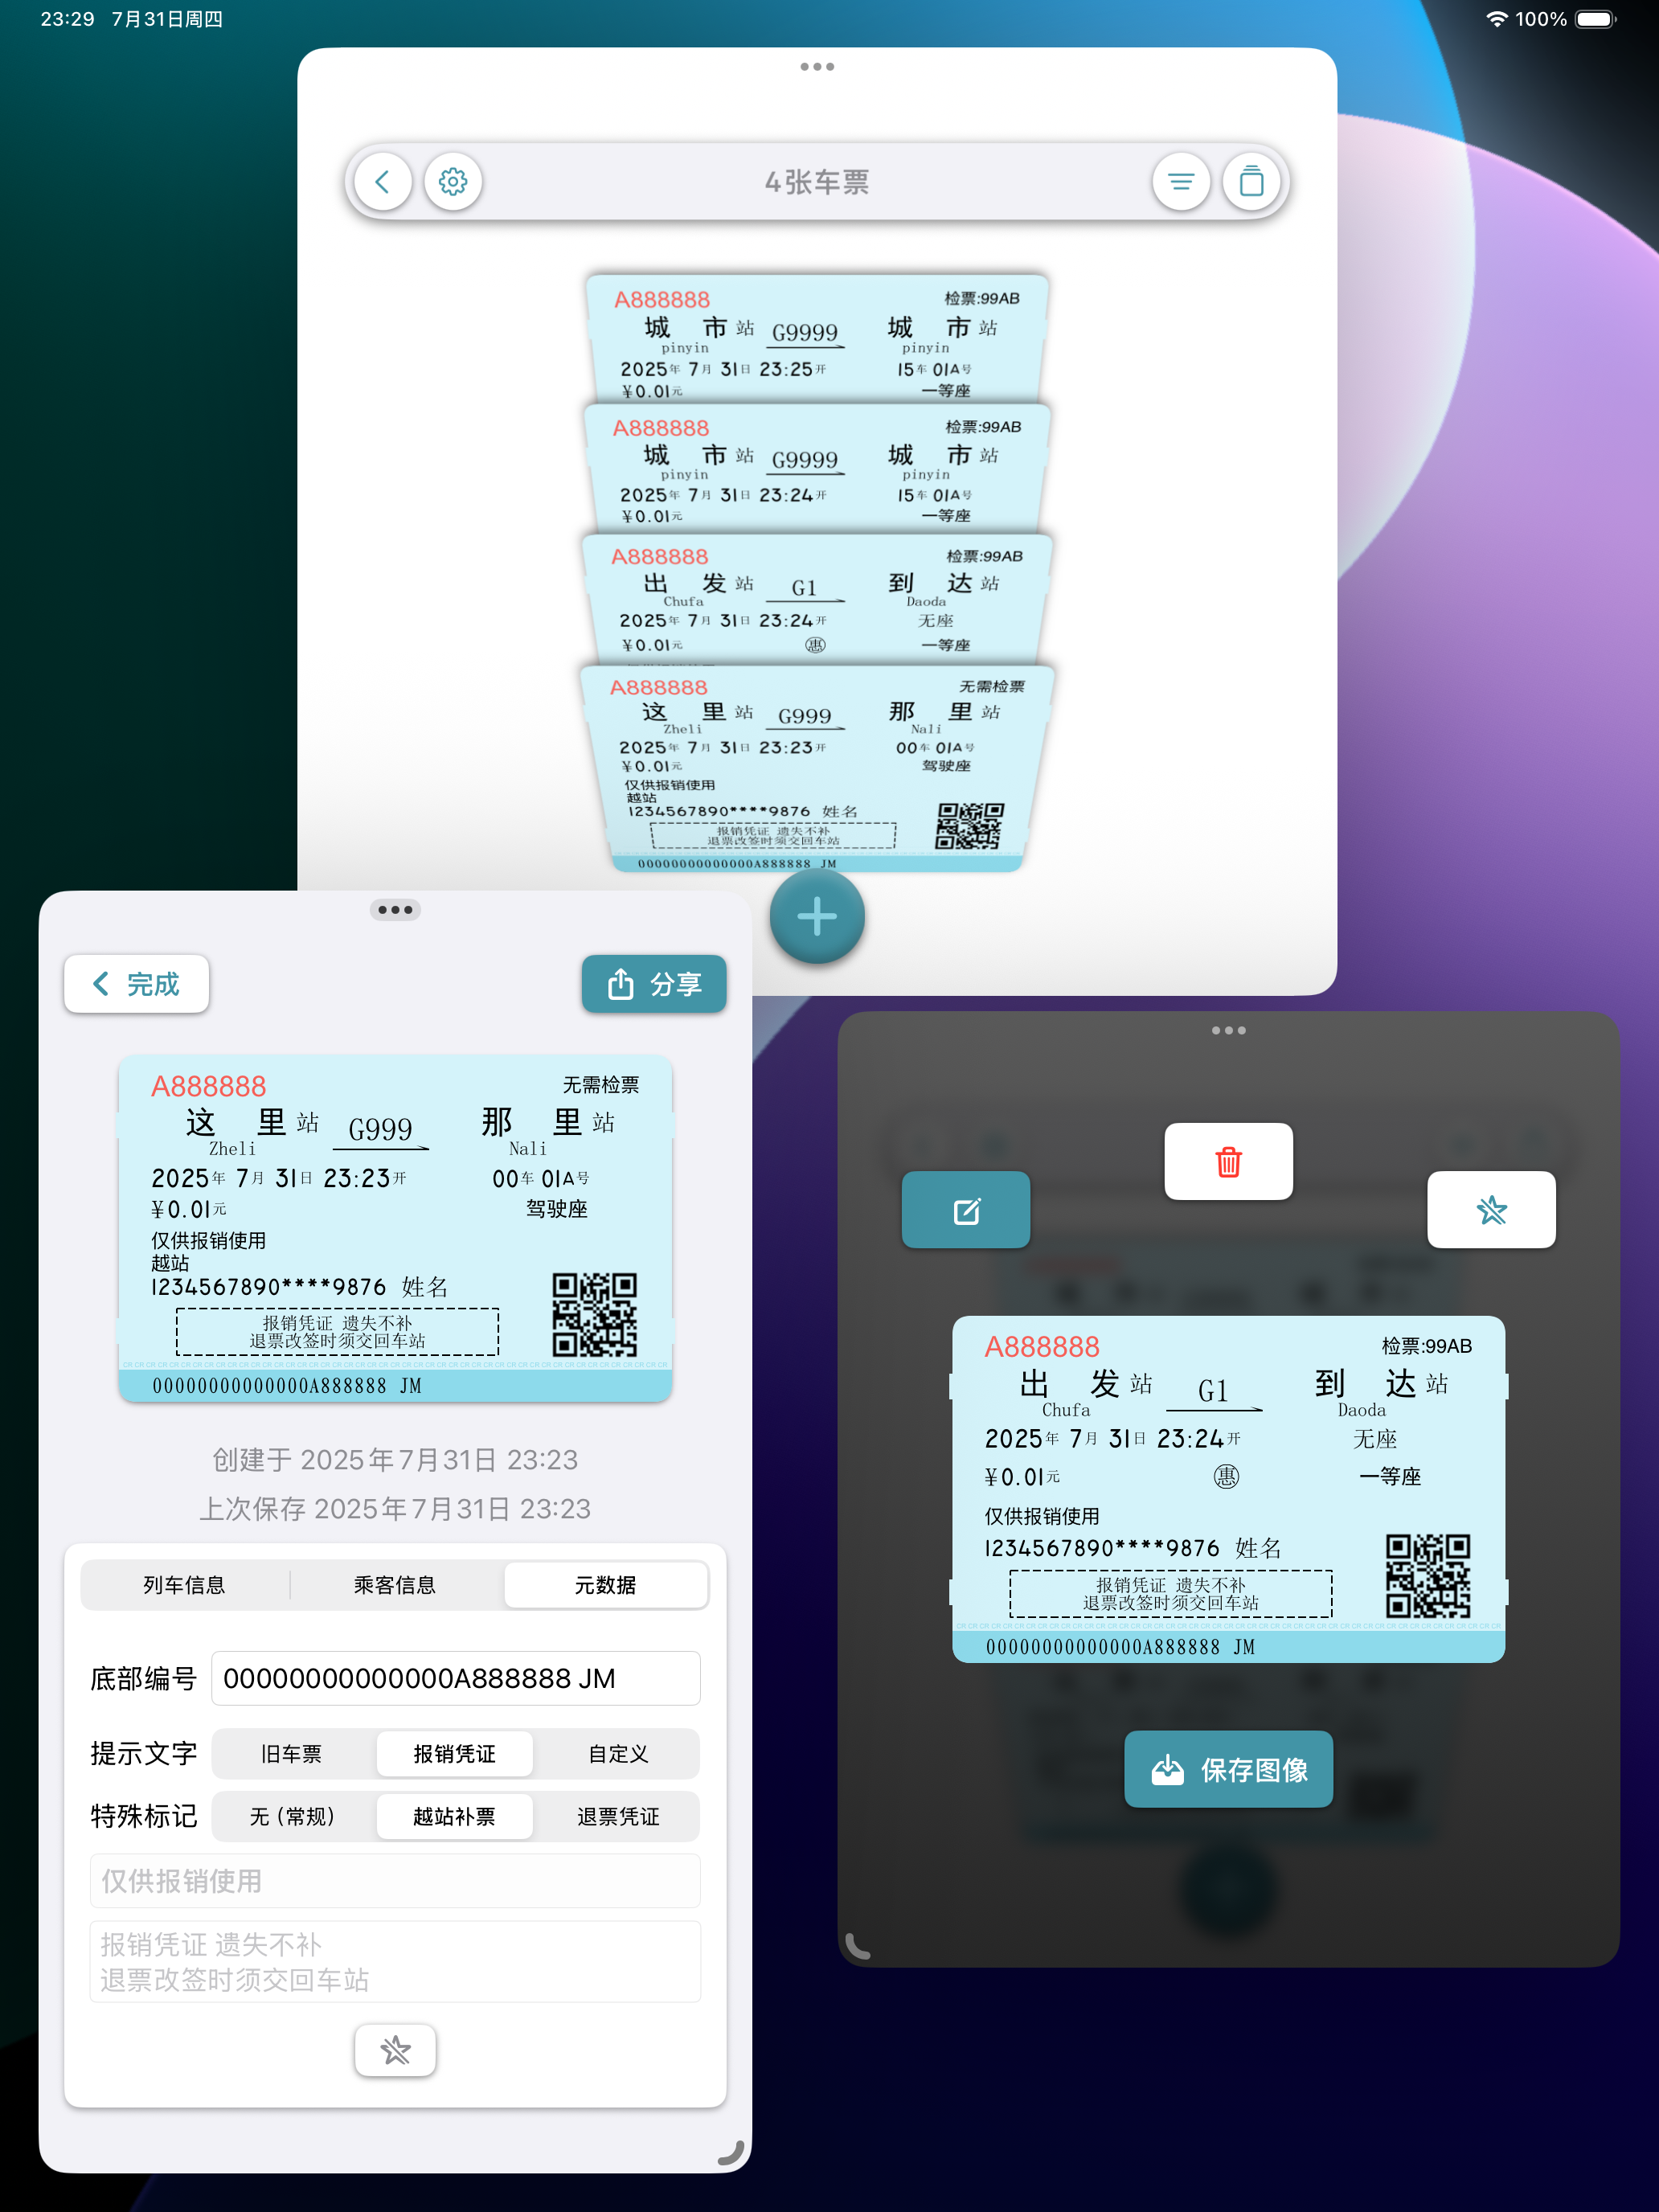 23:29 7月31日周四
100%
4张车票
A888888 检票:99AB
城 市 站 G9999 城 市 站
pinyin pinyin
2025年 7月 31日 23:25开 15车 01A号
¥0.01元 一等座
A888888 检票:99AB
城 市 站 G9999 城 市 站
pinyin pinyin
2025年 7月 31日 23:24开 15车 01A号
¥0.01元 一等座
A888888 检票:99AB
出 发 站 G1 到 达 站
Chufa Daoda
2025年 7月 31日 23:24开 无座
¥0.01元 惠 一等座
A888888 无需检票
这 里 站 G999 那 里 站
Zheli Nali
2025年 7月 31日 23:23开 00车 01A号
¥0.01元 驾驶座
仅供报销使用
越站
1234567890****9876 姓名
报销凭证 遗失不补
退票改签时须交回车站
00000000000000A888888 JM
完成 分享
A888888 无需检票
这 里 站 G999 那 里 站
Zheli Nali
2025年 7月 31日 23:23开 00车 01A号
¥0.01元 驾驶座
仅供报销使用
越站
1234567890****9876 姓名
报销凭证 遗失不补
退票改签时须交回车站
00000000000000A888888 JM
创建于 2025年7月31日 23:23
上次保存 2025年7月31日 23:23
列车信息 乘客信息 元数据
底部编号 00000000000000A888888 JM
提示文字 旧车票 报销凭证 自定义
特殊标记 无 (常规) 越站补票 退票凭证
仅供报销使用
报销凭证 遗失不补
退票改签时须交回车站
A888888 检票:99AB
出 发 站 G1 到 达 站
Chufa Daoda
2025年 7月 31日 23:24开 无座
¥0.01元 惠 一等座
仅供报销使用
1234567890****9876 姓名
报销凭证 遗失不补
退票改签时须交回车站
00000000000000A888888 JM
保存图像